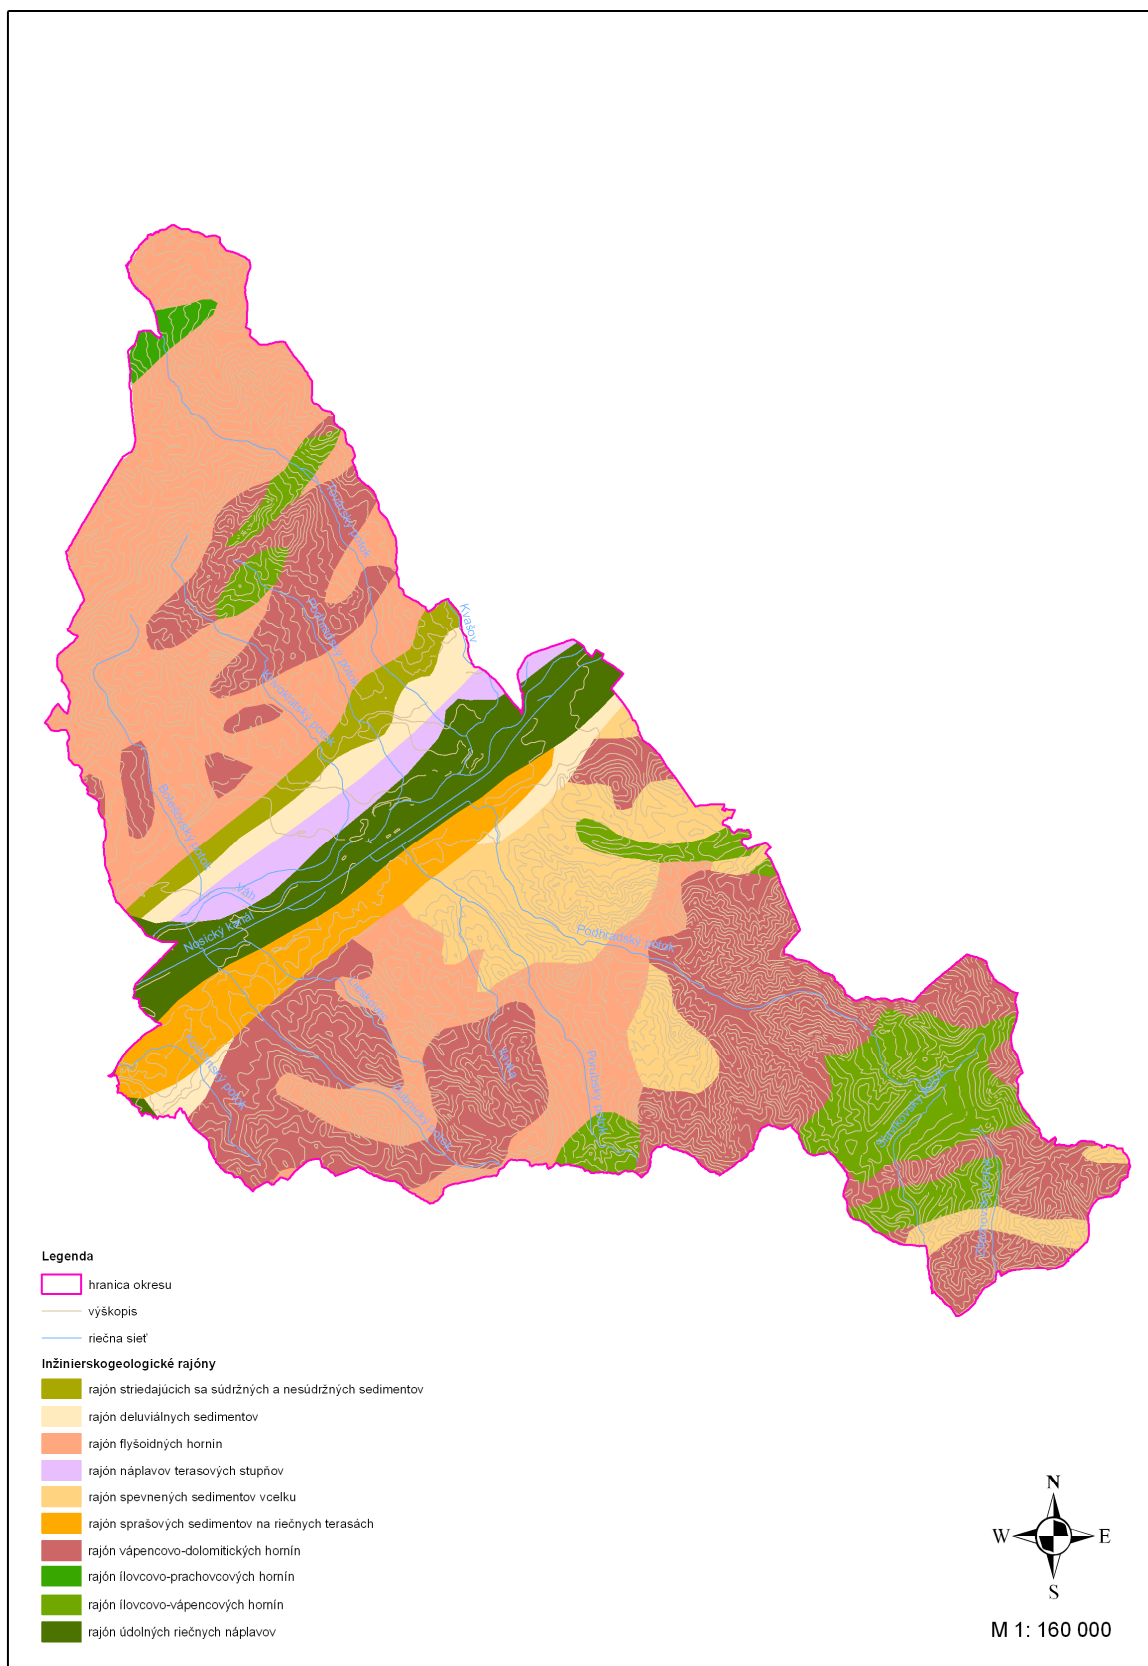 Kvašov
Váh
Nosický kanál
Podhradský potok
Legenda
hranica okresu
výškopis
riečna sieť
Inžinierskogeologické rajóny
rajón striedajúcich sa súdržných a nesúdržných sedimentov
rajón deluviálnych sedimentov
rajón flyšoidných hornín
rajón náplavov terasových stupňov
rajón spevnených sedimentov vcelku
rajón sprašových sedimentov na riečnych terasách
rajón vápencovo-dolomitických hornín
rajón ílovcovo-prachovcových hornín
rajón ílovcovo-vápencových hornín
rajón údolných riečnych náplavov
N
W E
S
M 1: 160 000